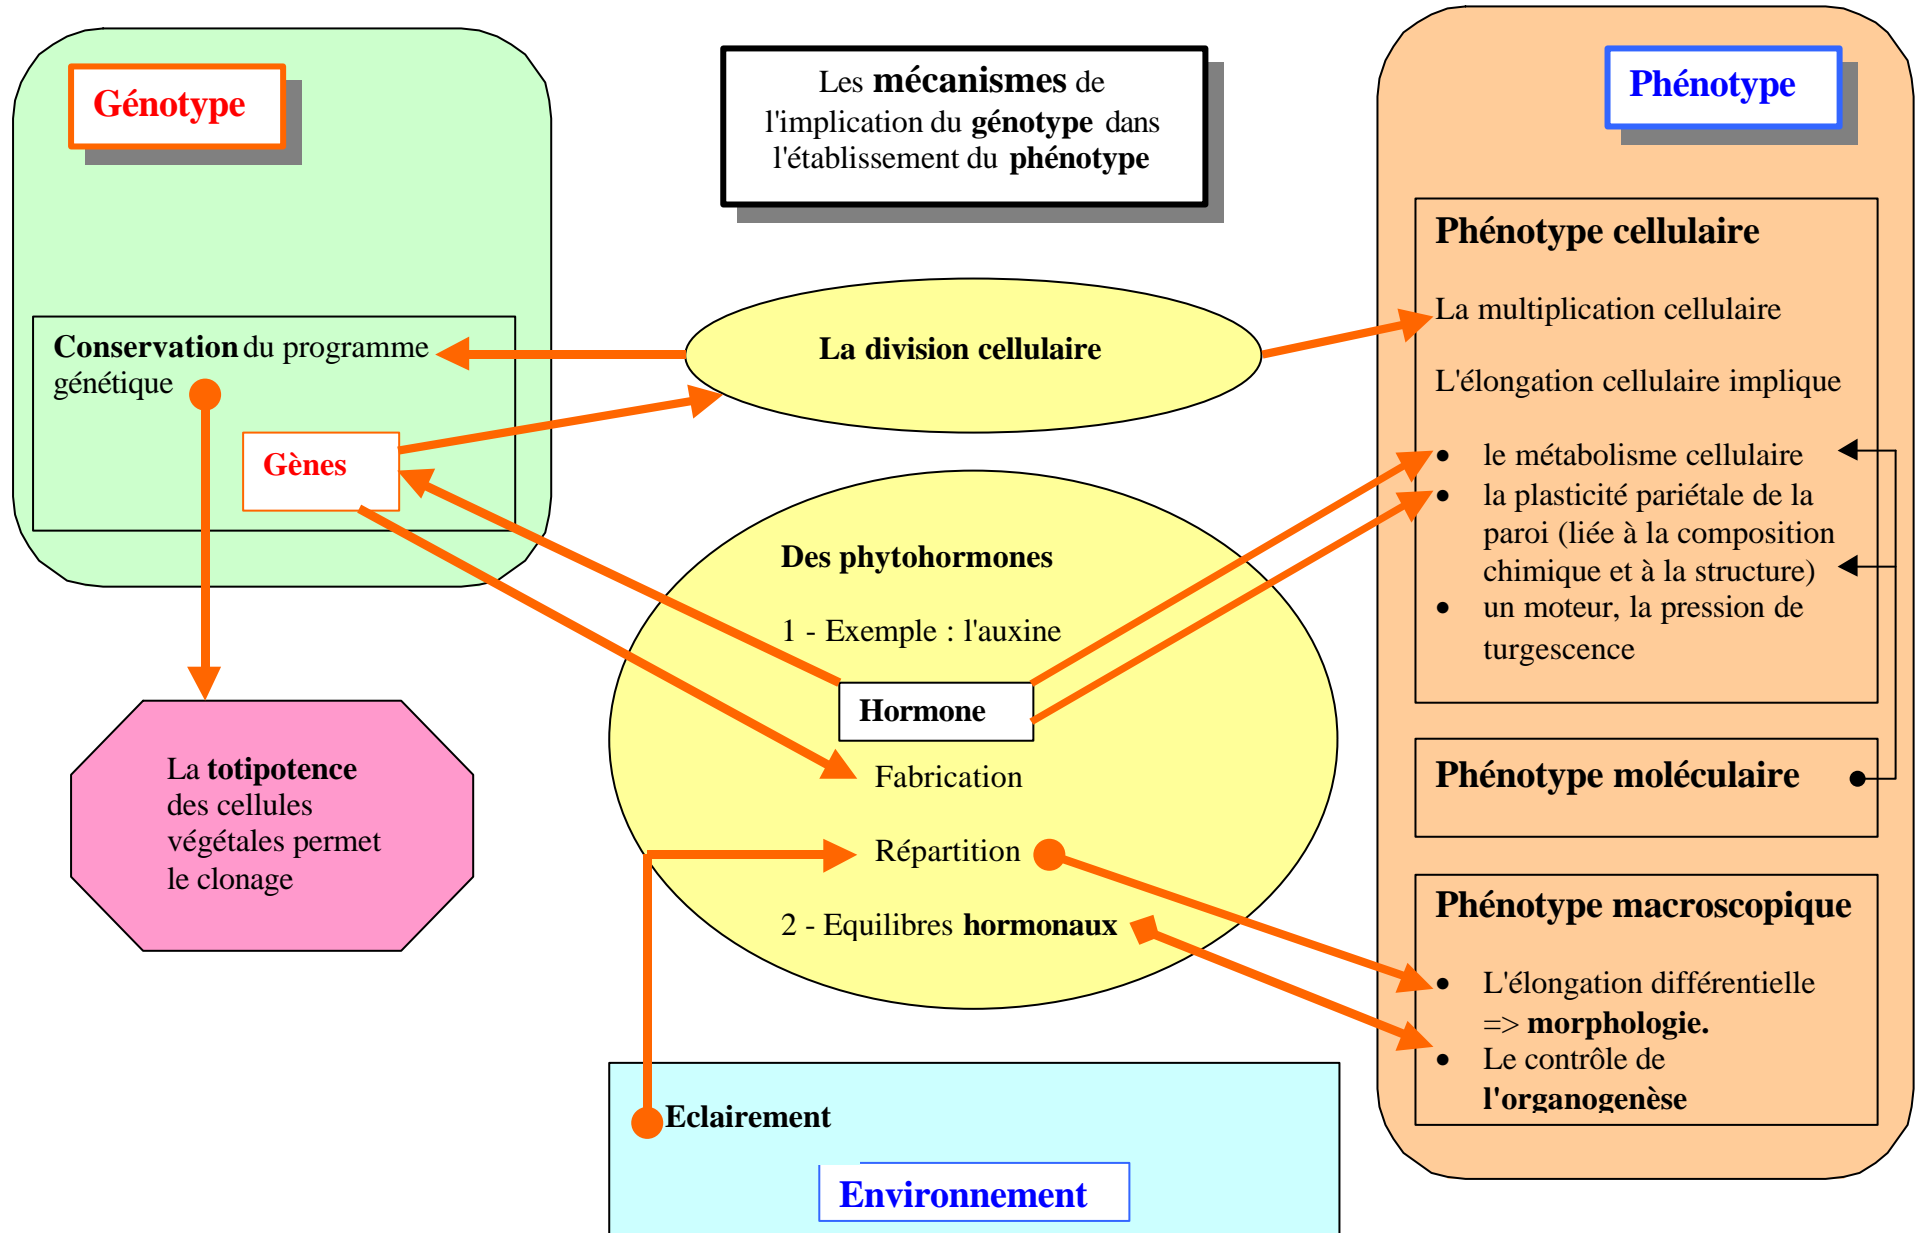 Génotype
Les mécanismes de
l'implication du génotype dans
l'établissement du phénotype
Phénotype
Conservation du programme
génétique
Gènes
La totipotence
des cellules
végétales permet
le clonage
La division cellulaire
Des phytohormones
1 - Exemple : l'auxine
Hormone
Fabrication
Répartition
2 - Equilibres hormonaux
Eclairement
Environnement
Phénotype cellulaire
La multiplication cellulaire
L'élongation cellulaire implique
• le métabolisme cellulaire
• la plasticité pariétale de la
paroi (liée à la composition
chimique et à la structure)
• un moteur, la pression de
turgescence
Phénotype moléculaire
Phénotype macroscopique
• L'élongation différentielle
=> morphologie.
• Le contrôle de
l'organogenèse